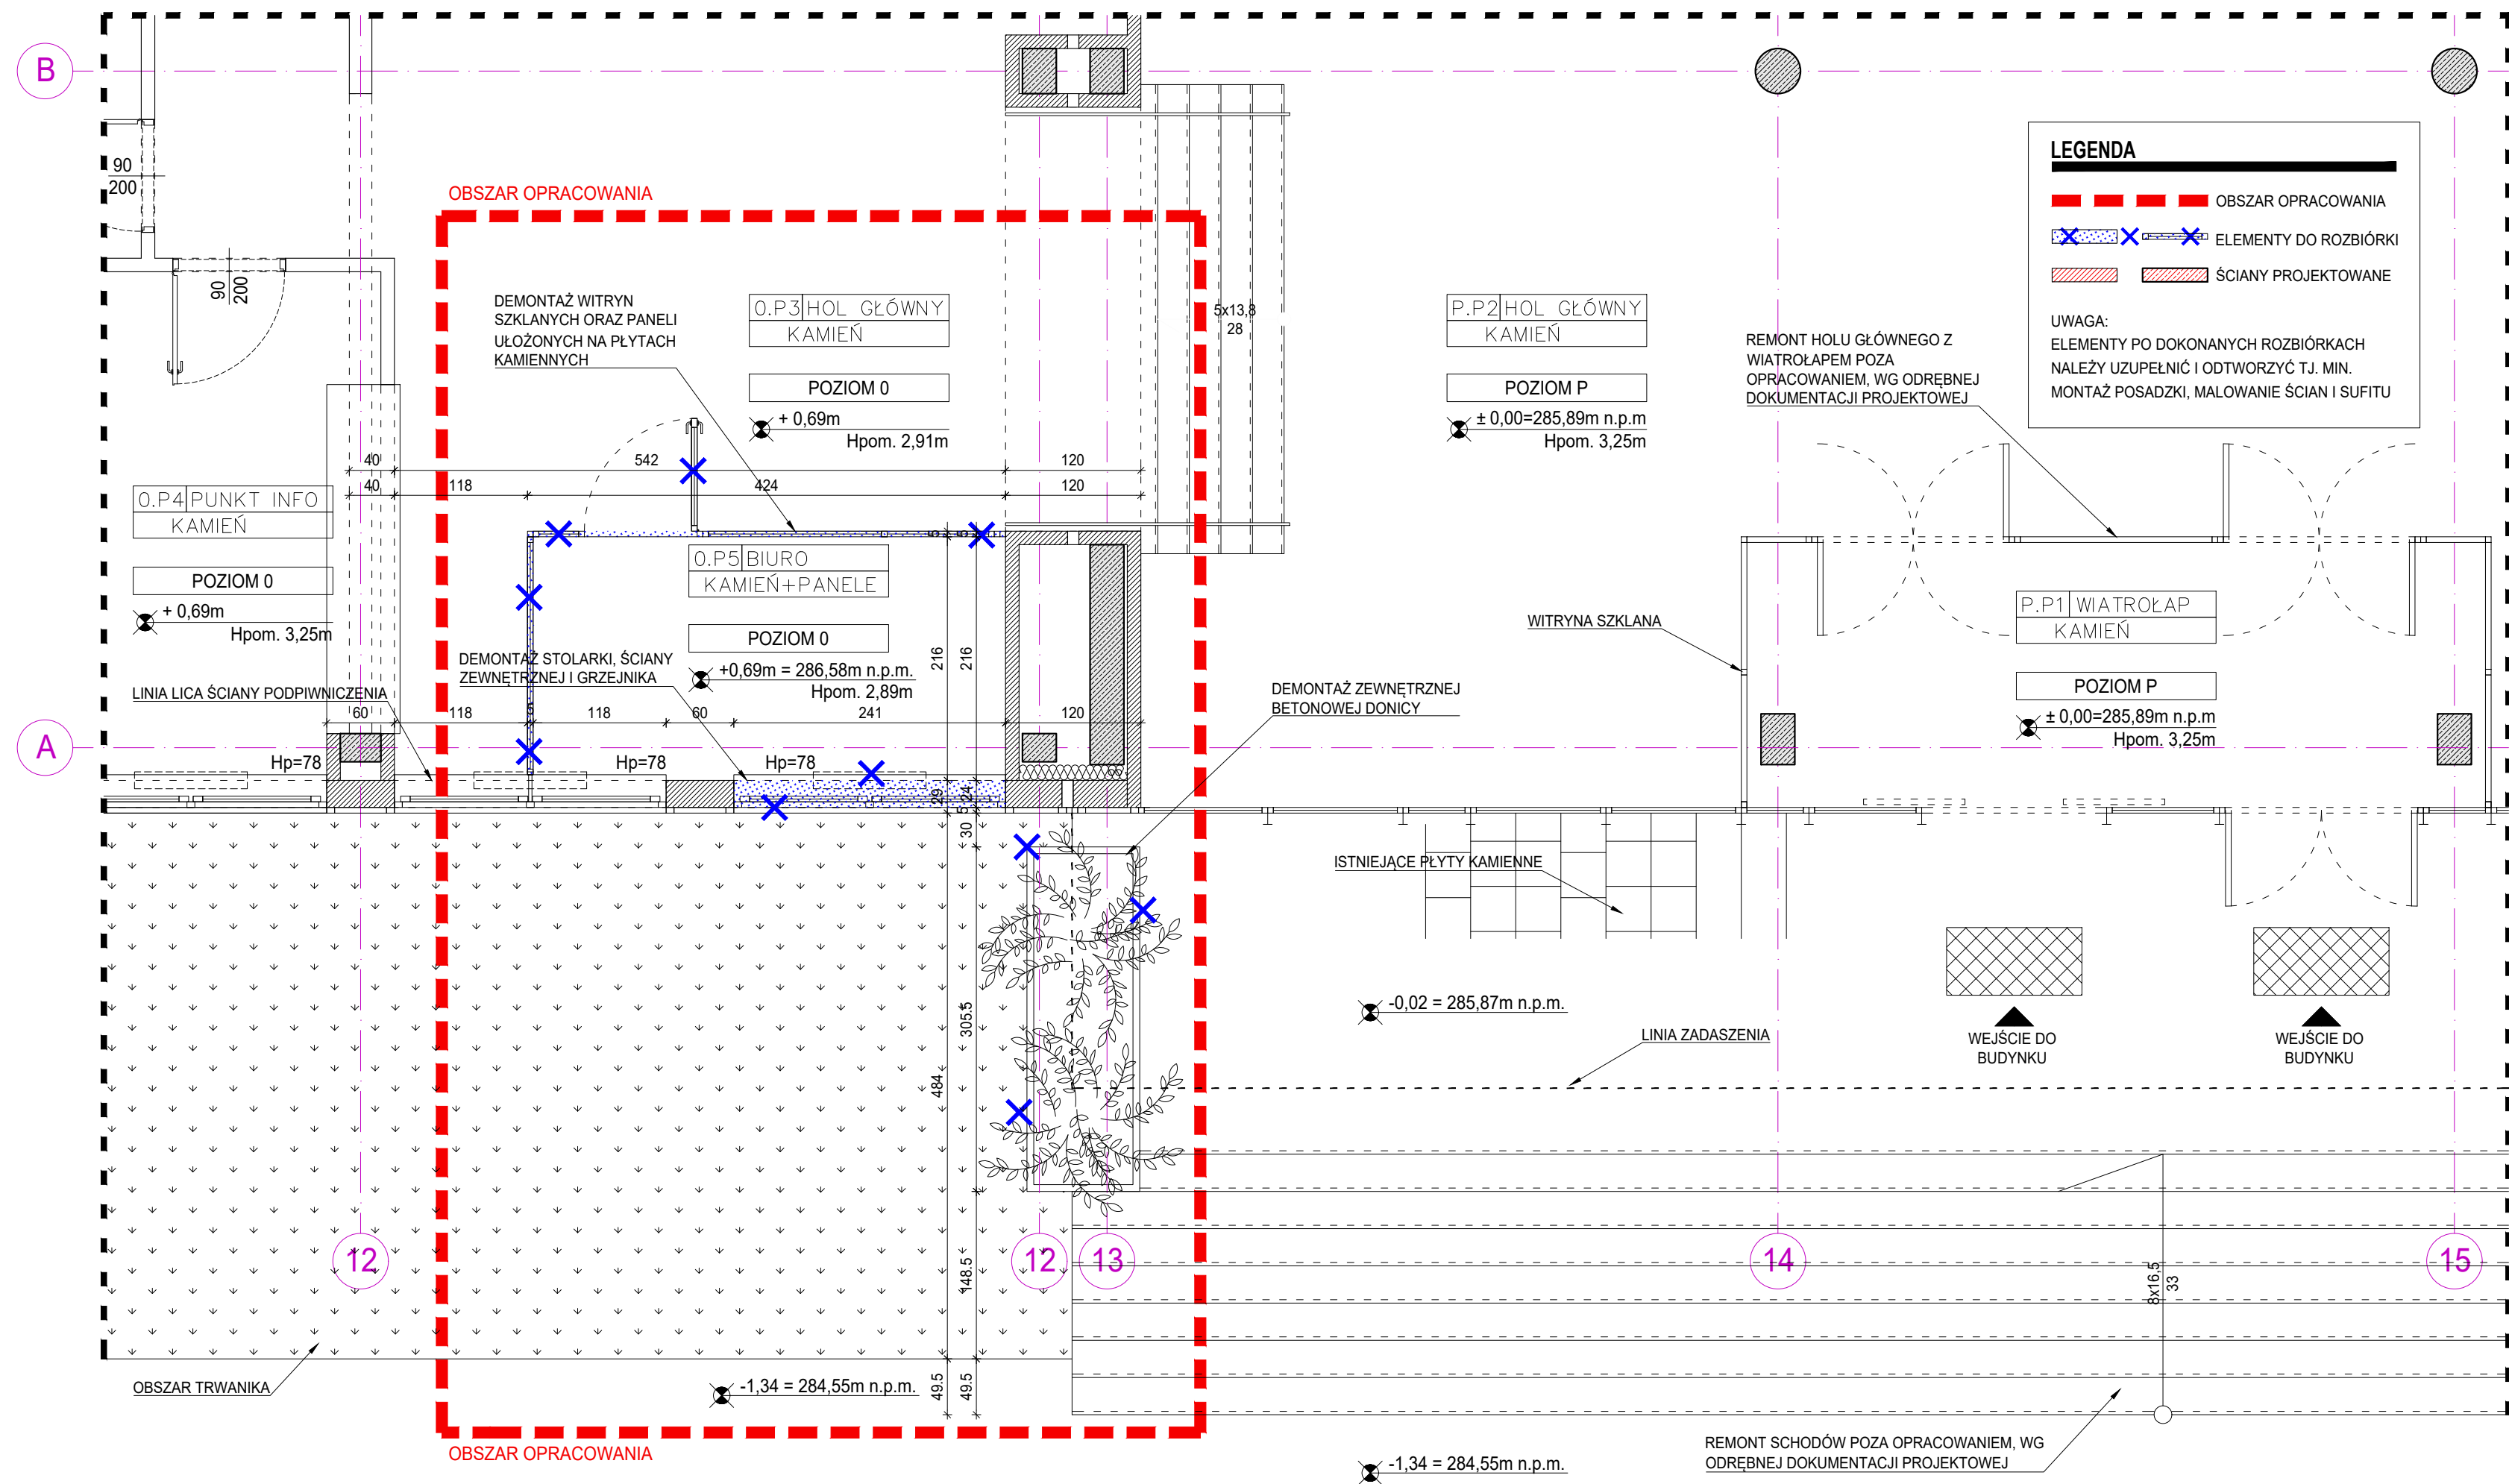 B
90
200
90
200
OBSZAR OPRACOWANIA
DEMONTAŻ WITRYN
SZKLANYCH ORAZ PANELI
UŁOŻONYCH NA PŁYTACH
KAMIENNYCH
0.P3 HOL GŁÓWNY
KAMIEŃ
POZIOM 0
+ 0,69m
Hpom. 2,91m
5x13,8
28
P.P2 HOL GŁÓWNY
KAMIEŃ
POZIOM P
± 0,00=285,89m n.p.m
Hpom. 3,25m
REMONT HOLU GŁÓWNEGO Z
WIATROŁAPEM POZA
OPRACOWANIEM, WG ODRĘBNEJ
DOKUMENTACJI PROJEKTOWEJ
LEGENDA
OBSZAR OPRACOWANIA
ELEMENTY DO ROZBIÓRKI
ŚCIANY PROJEKTOWANE
UWAGA:
ELEMENTY PO DOKONANYCH ROZBIÓRKACH
NALEŻY UZUPEŁNIĆ I ODTWORZYĆ TJ. MIN.
MONTAŻ POSADZKI, MALOWANIE ŚCIAN I SUFITU
40 542 120
40 118 424 120
0.P4 PUNKT INFO
KAMIEŃ
POZIOM 0
+ 0,69m
Hpom. 3,25m
5 5
0.P5 BIURO
KAMIEŃ+PANELE
POZIOM 0
+0,69m = 286,58m n.p.m.
Hpom. 2,89m
216 216
DEMONTAŻ STOLARKI, ŚCIANY
ZEWNĘTRZNEJ I GRZEJNIKA
LINIA LICA ŚCIANY PODPIWNICZENIA
60 118 5 118 60 241 120
DEMONTAŻ ZEWNĘTRZNEJ
BETONOWEJ DONICY
WITRYNA SZKLANA
P.P1 WIATROŁAP
KAMIEŃ
POZIOM P
± 0,00=285,89m n.p.m
Hpom. 3,25m
A
Hp=78
Hp=78
Hp=78
29 24
5
30
ISTNIEJĄCE PŁYTY KAMIENNE
305.5
484
-0,02 = 285,87m n.p.m.
LINIA ZADASZENIA
WEJŚCIE DO
BUDYNKU
WEJŚCIE DO
BUDYNKU
12
12
13
14
15
148.5
8x16,5
33
49.5 49.5
OBSZAR TRWANIKA
-1,34 = 284,55m n.p.m.
OBSZAR OPRACOWANIA
-1,34 = 284,55m n.p.m.
REMONT SCHODÓW POZA OPRACOWANIEM, WG
ODRĘBNEJ DOKUMENTACJI PROJEKTOWEJ